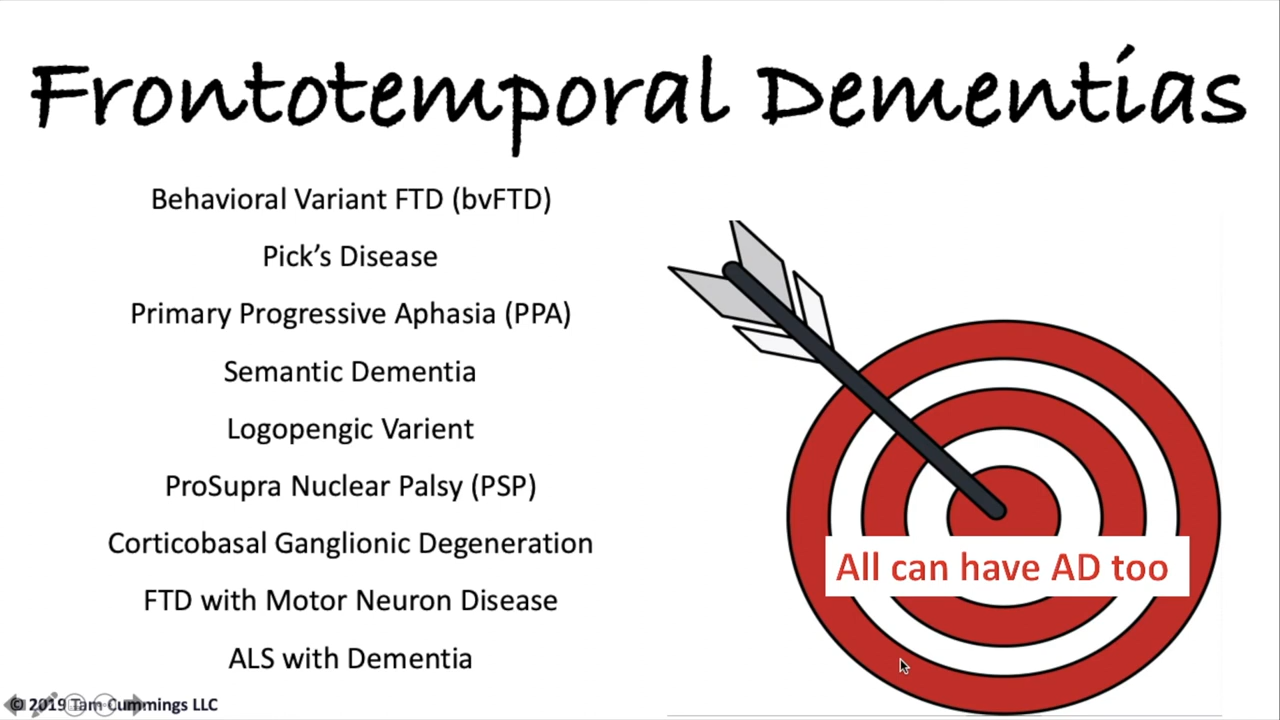 Frontotemporal Dementias
Behavioral Variant FTD (bvFTD)
Pick’s Disease
Primary Progressive Aphasia (PPA)
Semantic Dementia
Logopengic Varient
ProSupra Nuclear Palsy (PSP)
Corticobasal Ganglionic Degeneration
FTD with Motor Neuron Disease
ALS with Dementia
All can have AD too
© 2019 Tam Cummings LLC